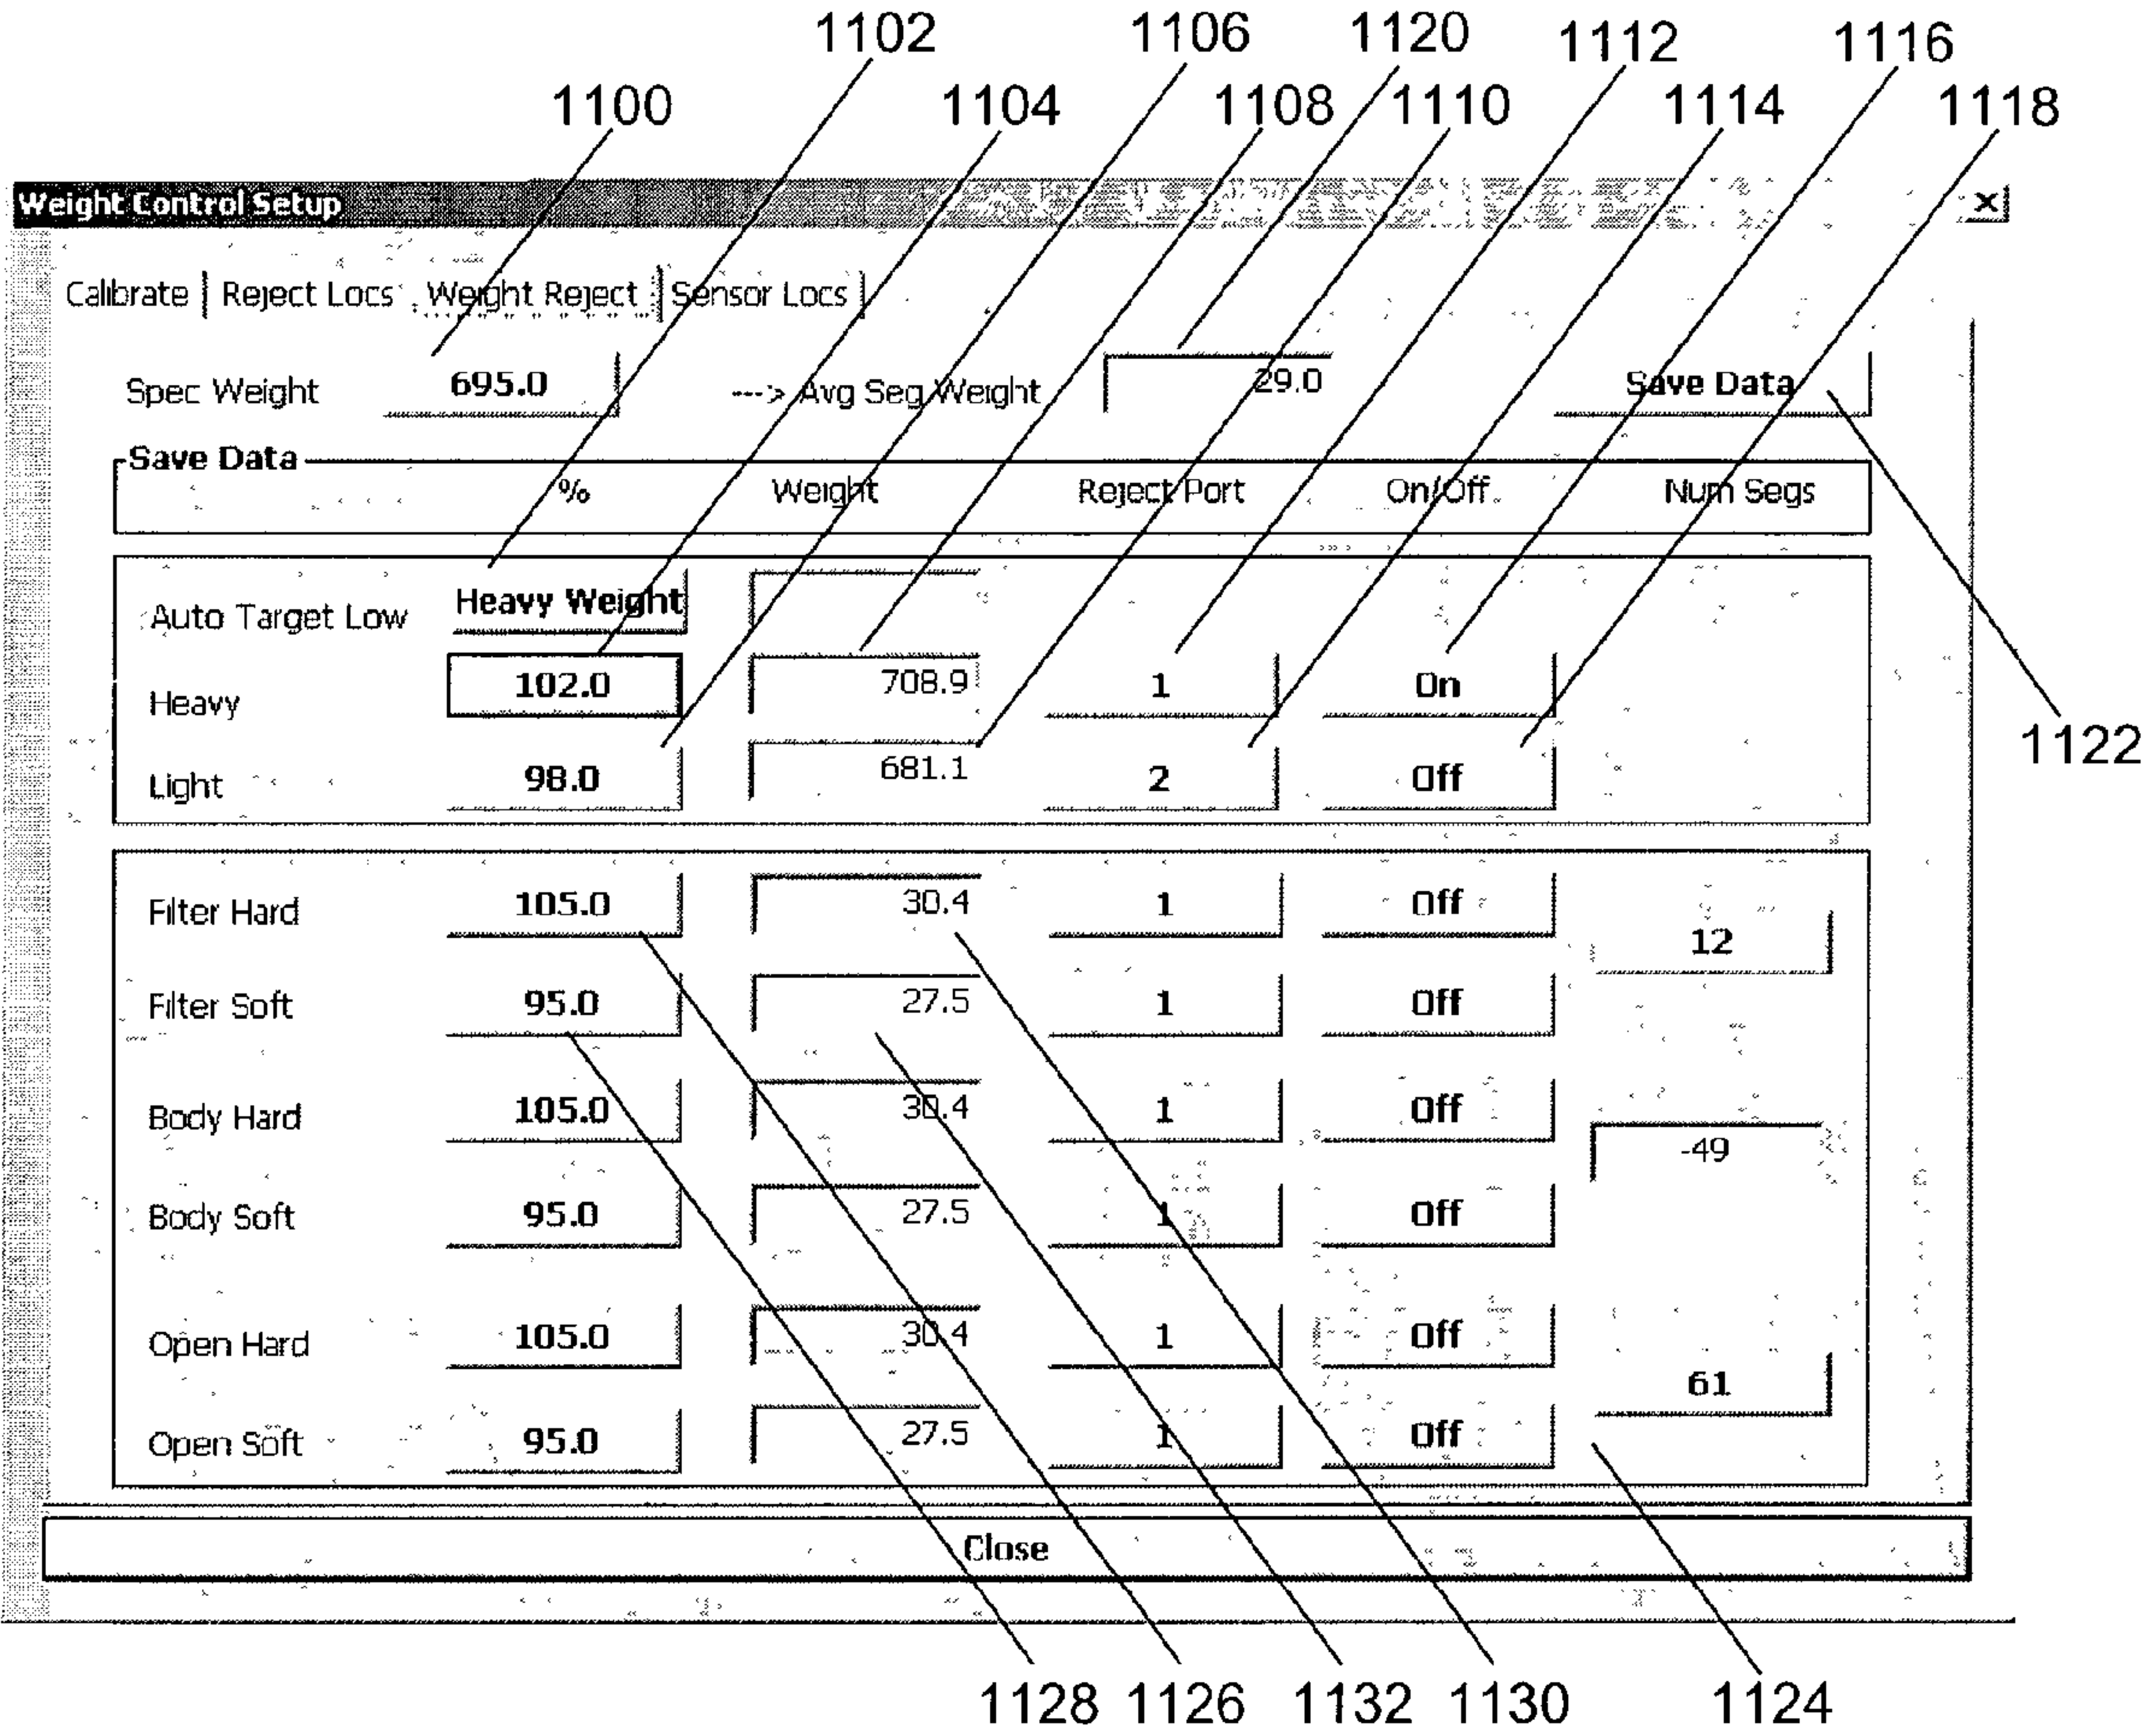 1102 1106 1120 1112 1116
1100 1104 1108 1110 1114 1118
Weight Control Setup x
Calibrate Reject Locs Weight Reject Sensor Locs
Spec Weight 695.0 ---> Avg Seg Weight 29.0 Save Data
Save Data
% Weight Reject Port On/Off Num Segs
Auto Target Low Heavy Weight
Heavy 102.0 708.9 1 On
Light 98.0 681.1 2 Off
1122
Filter Hard 105.0 30.4 1 Off
12
Filter Soft 95.0 27.5 1 Off
Body Hard 105.0 30.4 1 Off
-49
Body Soft 95.0 27.5 1 Off
Open Hard 105.0 30.4 1 Off
61
Open Soft 95.0 27.5 1 Off
Close
1128 1126 1132 1130 1124